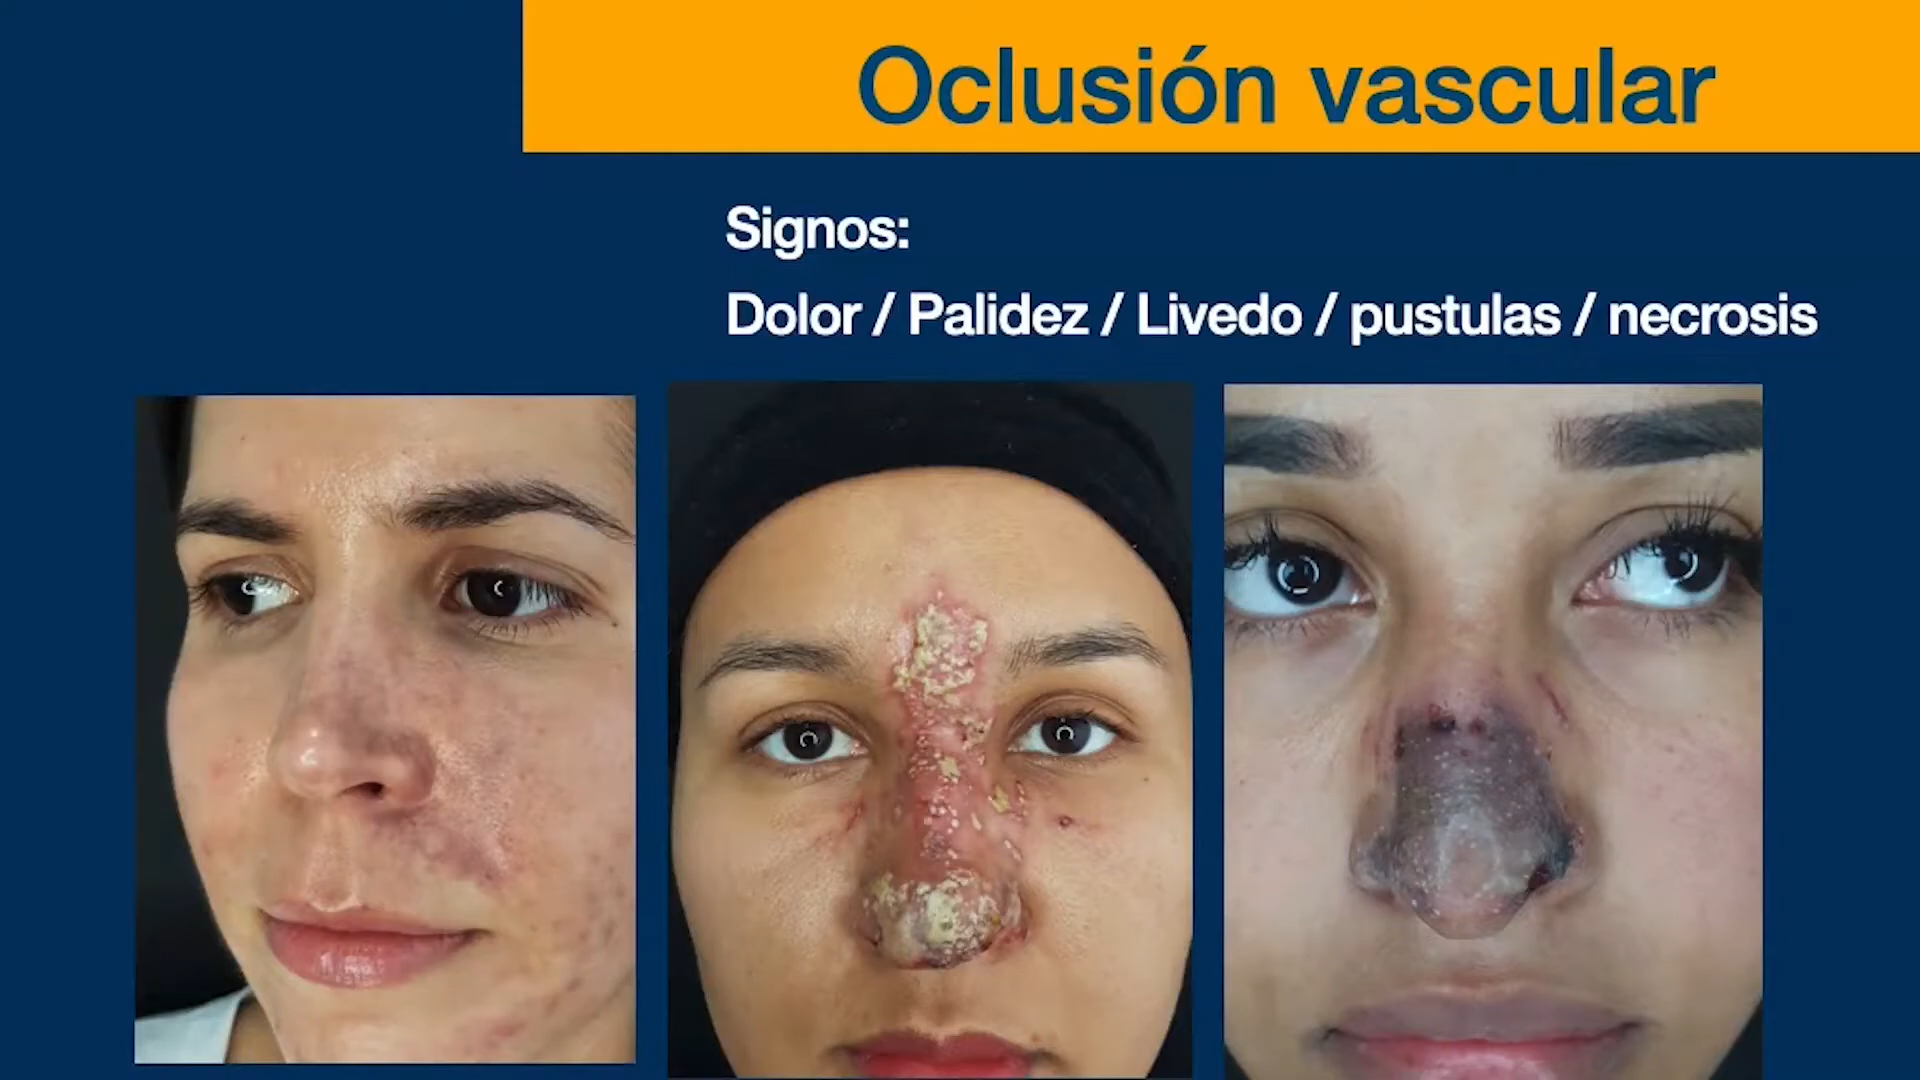 Oclusión vascular
Signos:
Dolor / Palidez / Livedo / pustulas / necrosis